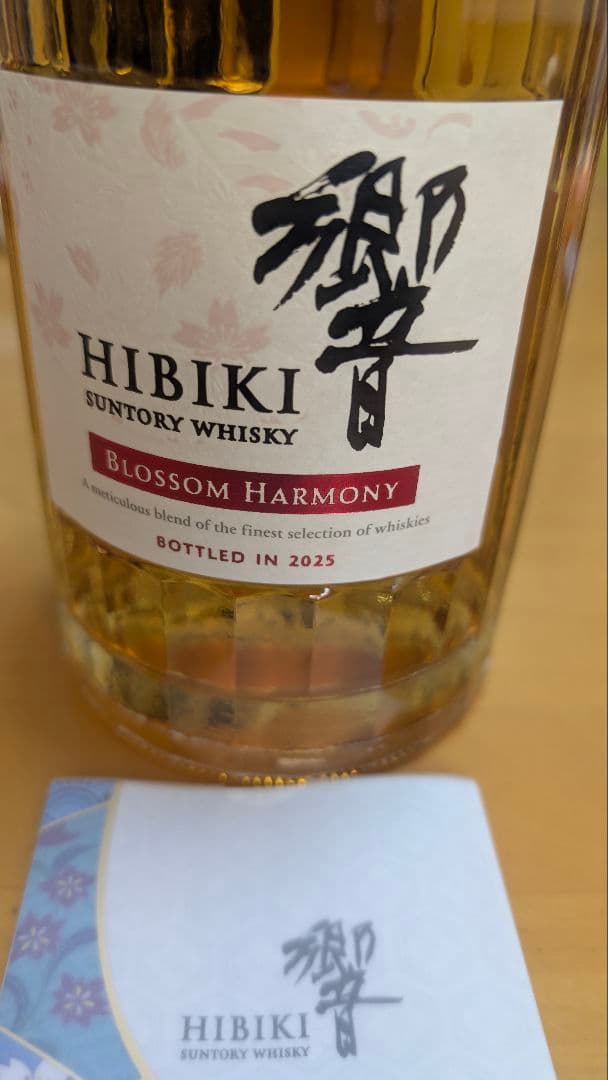 響
HIBIKI
SUNTORY WHISKY
BLOSSOM HARMONY
A meticulous blend of the finest selection of whiskies
BOTTLED IN 2025
響
HIBIKI
SUNTORY WHISKY